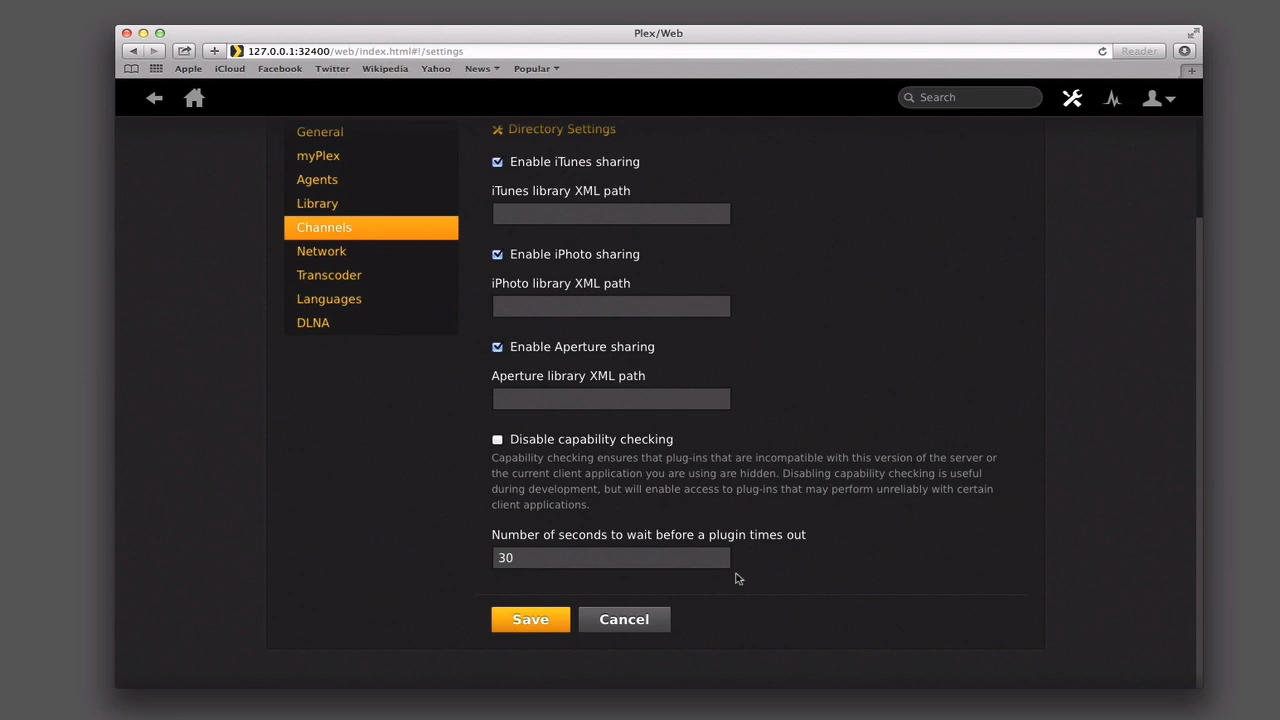 Plex/Web
127.0.0.1:32400/web/index.html#!/settings
Reader
Apple iCloud Facebook Twitter Wikipedia Yahoo News Popular
Search
General
myPlex
Agents
Library
Channels
Network
Transcoder
Languages
DLNA
Directory Settings
Enable iTunes sharing
iTunes library XML path
Enable iPhoto sharing
iPhoto library XML path
Enable Aperture sharing
Aperture library XML path
Disable capability checking
Capability checking ensures that plug-ins that are incompatible with this version of the server or
the current client application you are using are hidden. Disabling capability checking is useful
during development, but will enable access to plug-ins that may perform unreliably with certain
client applications.
Number of seconds to wait before a plugin times out
30
Save Cancel